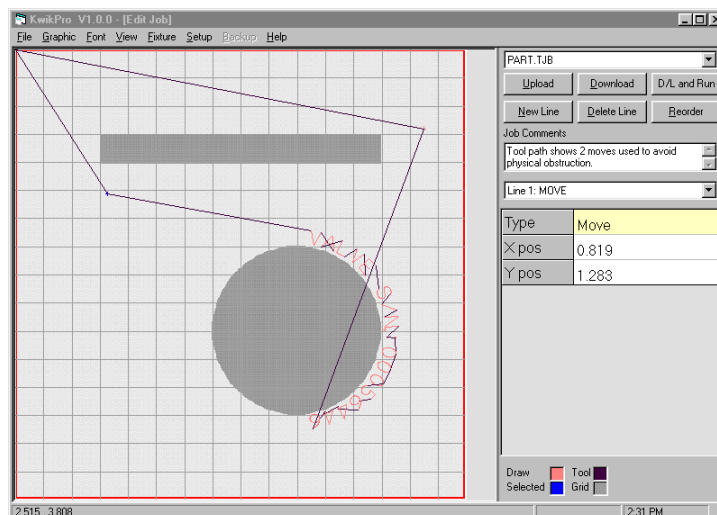 KwikPro V1.0.0 - [Edit Job]
File Graphic Font View Fixture Setup Backup Help
PART.TJB
Upload Download D/L and Run
New Line Delete Line Reorder
Job Comments
Tool path shows 2 moves used to avoid
physical obstruction.
Line 1: MOVE
Type Move
X pos 0.819
Y pos 1.283
Draw Tool
Selected Grid
2.515 3.808 2:31 PM